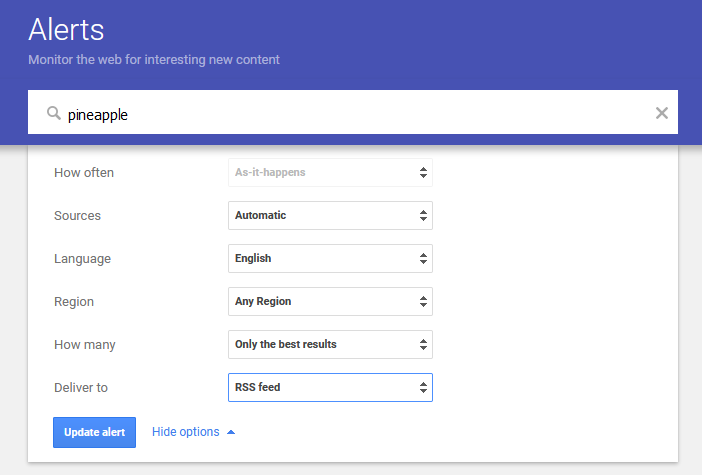 Alerts
Monitor the web for interesting new content
pineapple
How often As-it-happens
Sources Automatic
Language English
Region Any Region
How many Only the best results
Deliver to RSS feed
Update alert Hide options